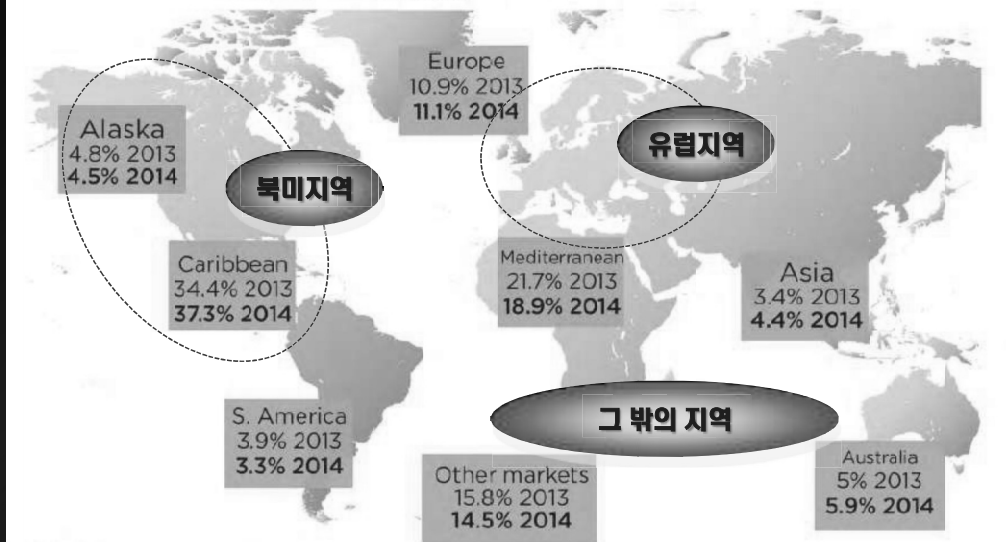 Europe
10.9% 2013
11.1% 2014
유럽지역
Alaska
4.8% 2013
4.5% 2014
북미지역
Caribbean
34.4% 2013
37.3% 2014
Mediterranean
21.7% 2013
18.9% 2014
Asia
3.4% 2013
4.4% 2014
S. America
3.9% 2013
3.3% 2014
그 밖의 지역
Other markets
15.8% 2013
14.5% 2014
Australia
5% 2013
5.9% 2014